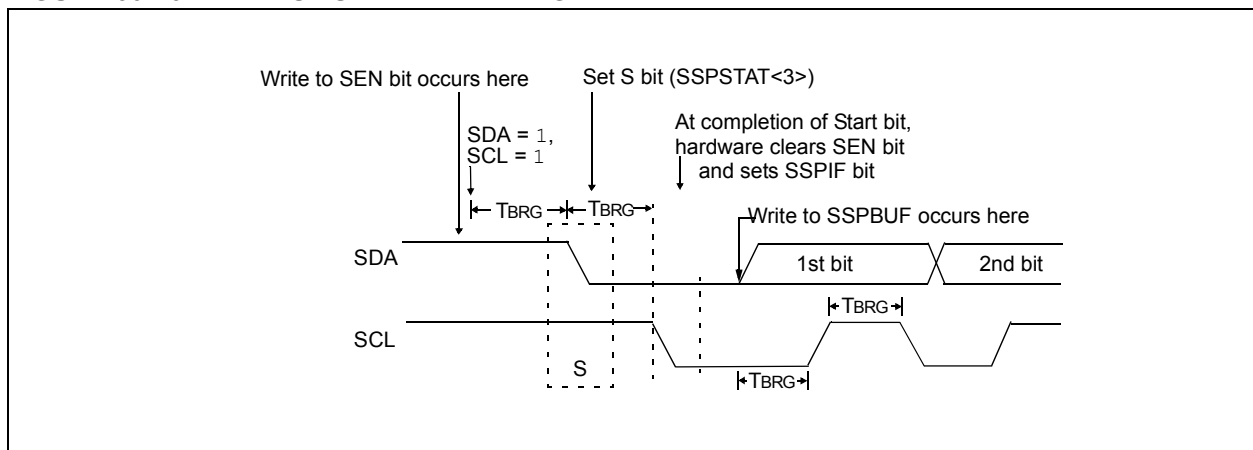 Write to SEN bit occurs here
Set S bit (SSPSTAT<3>)
SDA = 1,
SCL = 1
At completion of Start bit,
hardware clears SEN bit
and sets SSPIF bit
TBRG
TBRG
Write to SSPBUF occurs here
SDA
1st bit
2nd bit
TBRG
SCL
S
TBRG